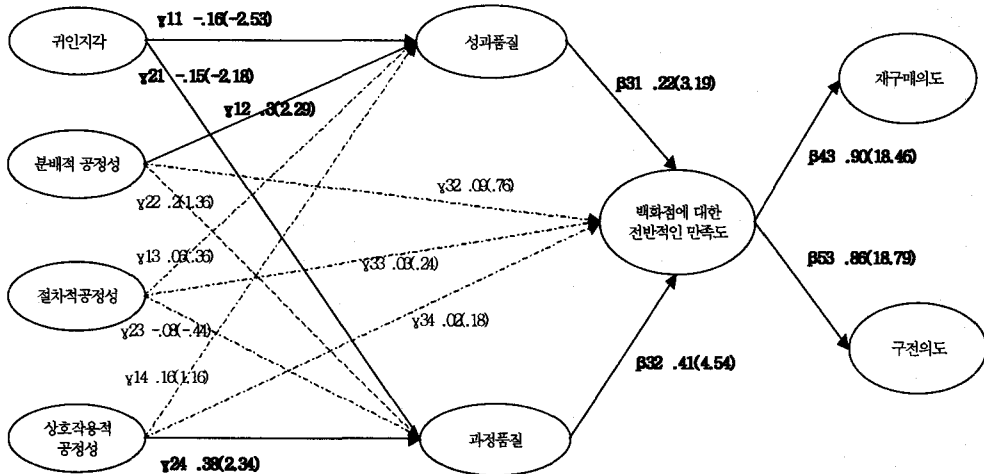 γ11 -.16(-2.53)
귀인지각
성과품질
γ21 -.15(-2.18)
γ12 .3(2.29)
β31 .22(3.19)
재구매의도
분배적 공정성
γ32 .09(.76)
β43 .90(18.46)
γ22 .2(1.36)
백화점에 대한
전반적인 만족도
γ13 .06(.36)
γ33 .03(.24)
β53 .86(18.79)
절차적공정성
γ34 .02(.18)
γ23 -.08(-.44)
구전의도
γ14 .16(1.16)
β32 .41(4.54)
상호작용적
공정성
과정품질
γ24 .38(2.34)